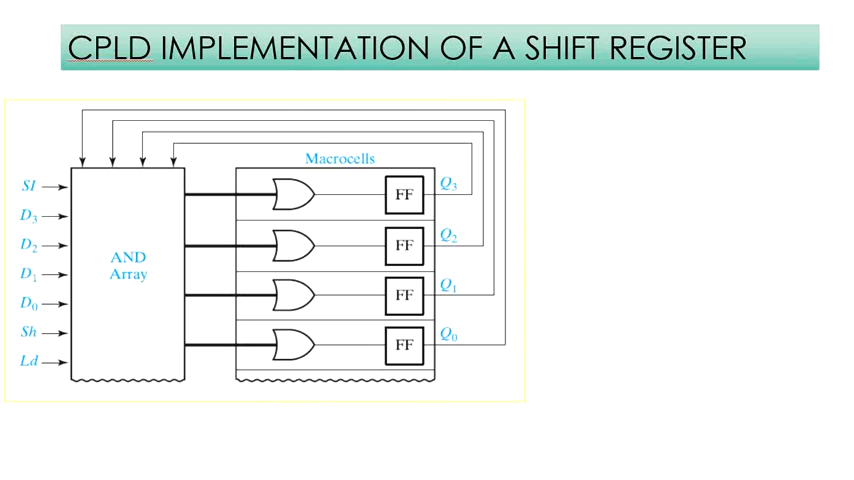 CPLD IMPLEMENTATION OF A SHIFT REGISTER
Macrocells
SI
D3
D2
D1
D0
Sh
Ld
AND
Array
FF
Q3
FF
Q2
FF
Q1
FF
Q0